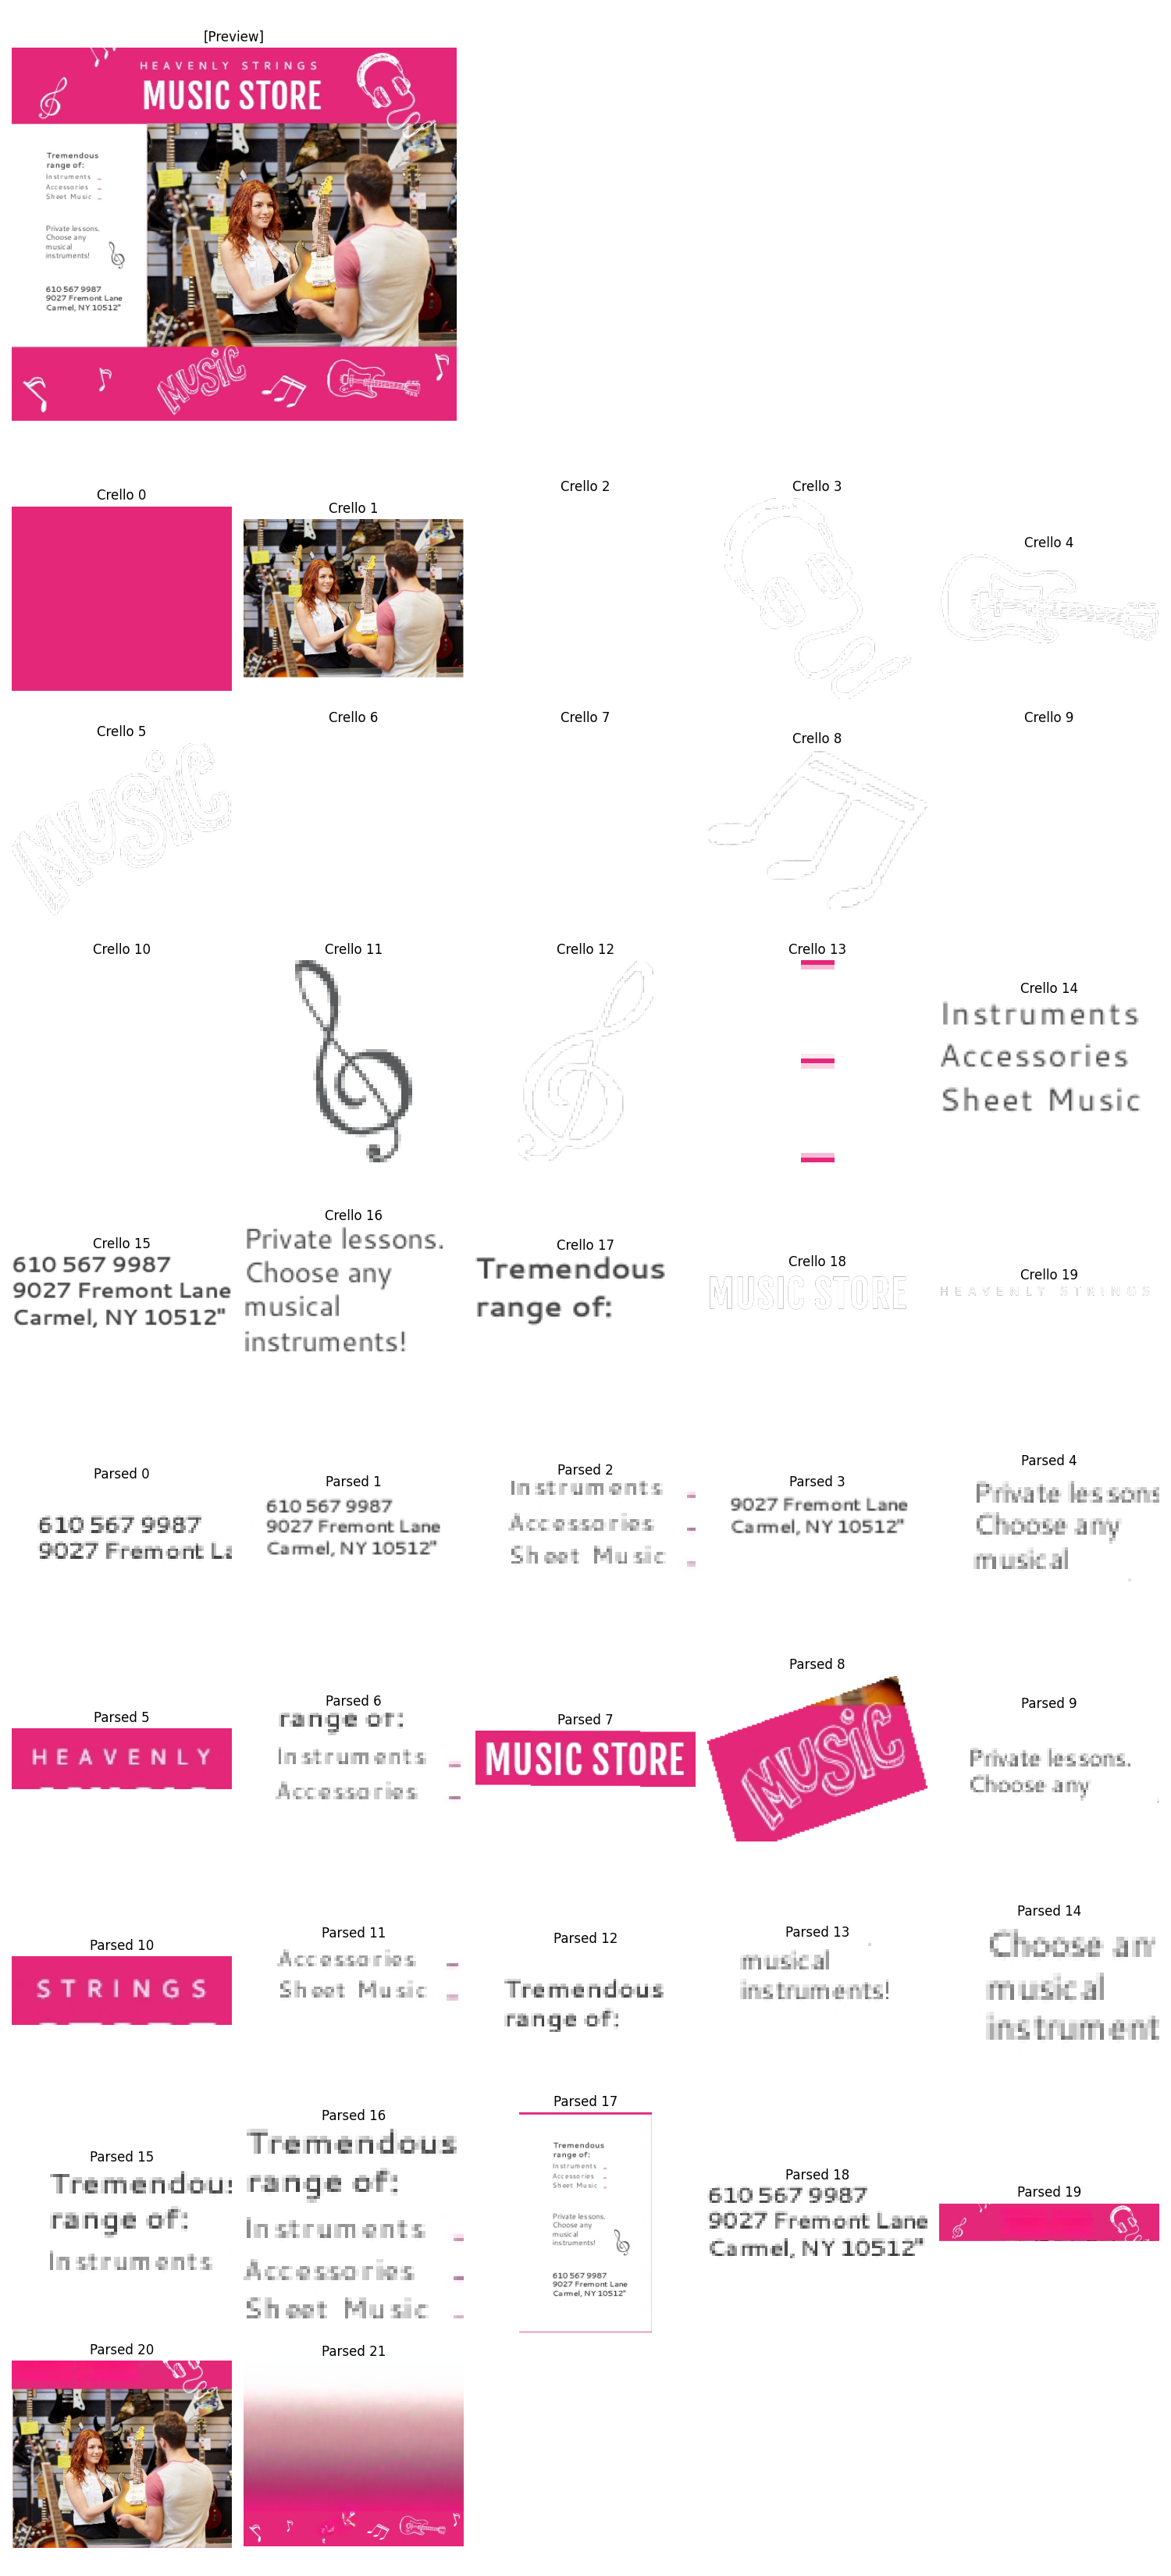 [Preview]
HEAVENLY STRINGS
MUSIC STORE
Tremendous
range of:
Instruments
Accessories
Sheet Music
Private lessons.
Choose any
musical
instruments!
610 567 9987
9027 Fremont Lane
Carmel, NY 10512"
MUSIC
Crello 0
Crello 1
Crello 2
Crello 3
Crello 4
Crello 5
MUSIC
Crello 6
Crello 7
Crello 8
Crello 9
Crello 10
Crello 11
Crello 12
Crello 13
Crello 14
Instruments
Accessories
Sheet Music
Crello 15
610 567 9987
9027 Fremont Lane
Carmel, NY 10512"
Crello 16
Private lessons.
Choose any
musical
instruments!
Crello 17
Tremendous
range of:
Crello 18
MUSIC STORE
Crello 19
HEAVENLY STRINGS
Parsed 0
610 567 9987
9027 Fremont La
Parsed 1
610 567 9987
9027 Fremont Lane
Carmel, NY 10512"
Parsed 2
Instruments
Accessories
Sheet Music
Parsed 3
9027 Fremont Lane
Carmel, NY 10512"
Parsed 4
Private lessons
Choose any
musical
Parsed 5
HEAVENLY
Parsed 6
range of:
Instruments
Accessories
Parsed 7
MUSIC STORE
Parsed 8
MUSIC
Parsed 9
Private lessons.
Choose any
Parsed 10
STRINGS
Parsed 11
Accessories
Sheet Music
Parsed 12
Tremendous
range of:
Parsed 13
musical
instruments!
Parsed 14
Choose an
musical
instrument
Parsed 15
Tremendous
range of:
Instruments
Parsed 16
Tremendous
range of:
Instruments
Accessories
Sheet Music
Parsed 17
Tremendous
range of:
Instruments
Accessories
Sheet Music
Private lessons.
Choose any
musical
instruments!
610 567 9987
9027 Fremont Lane
Carmel, NY 10512"
Parsed 18
610 567 9987
9027 Fremont Lane
Carmel, NY 10512"
Parsed 19
Parsed 20
Parsed 21